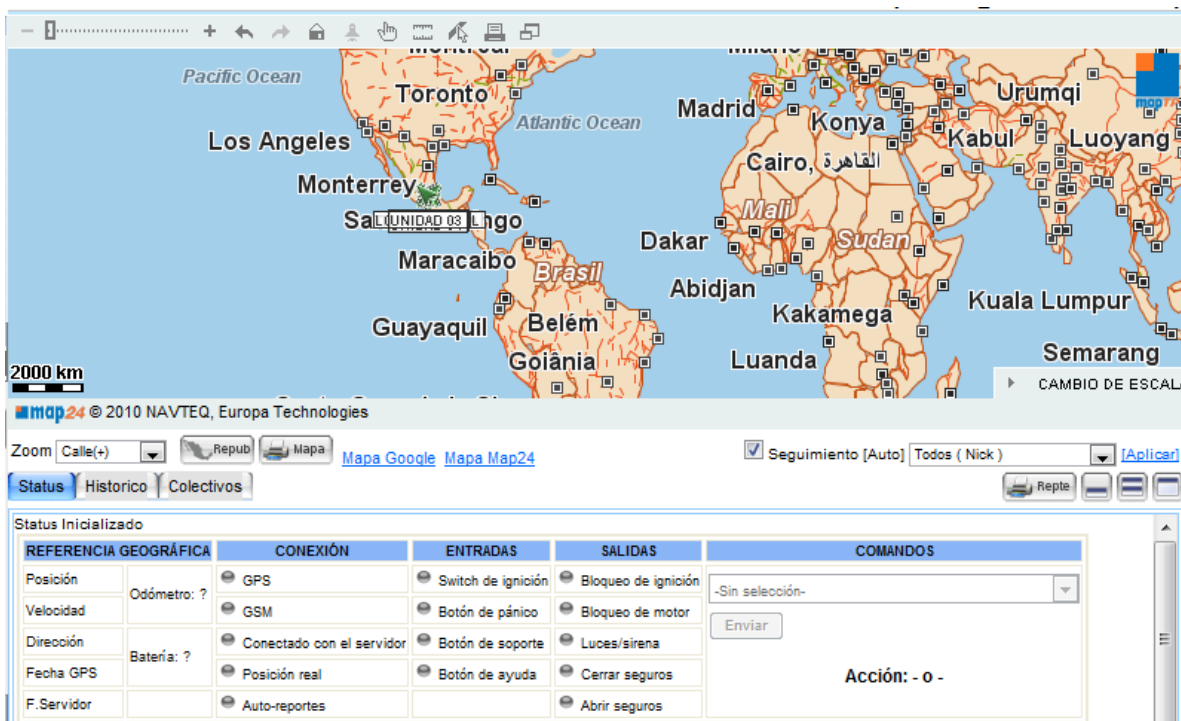 Pacific Ocean
Toronto
Atlantic Ocean
Los Angeles
Monterrey
UNIDAD 03
Maracaibo
Guayaquil
Brasil
Belém
Goiânia
Madrid
Konya
Cairo, القاهرة
Urumqi
Kabul
Luoyang
Mali
Sudan
Dakar
Abidjan
Kakamega
Kuala Lumpur
Luanda
Semarang
2000 km
CAMBIO DE ESCAL
map24 © 2010 NAVTEQ, Europa Technologies
Zoom Calle(+) Repub Mapa Mapa Google Mapa Map24 Seguimiento [Auto] Todos ( Nick ) [Aplicar]
Status Historico Colectivos Repte
Status Inicializado
REFERENCIA GEOGRÁFICA CONEXIÓN ENTRADAS SALIDAS COMANDOS
Posición Odómetro: ? GPS Switch de ignición Bloqueo de ignición -Sin selección-
Velocidad GSM Botón de pánico Bloqueo de motor Enviar
Dirección Batería: ? Conectado con el servidor Botón de soporte Luces/sirena
Fecha GPS Posición real Botón de ayuda Cerrar seguros Acción: - o -
F.Servidor Auto-reportes Abrir seguros